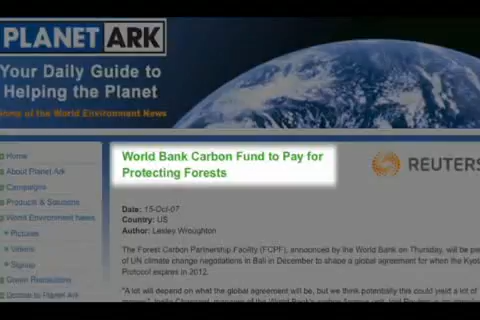 PLANET ARK
Your Daily Guide to
Helping the Planet
Home of the World Environment News
Home
About Planet Ark
Campaigns
Products & Solutions
World Environment News
Pictures
Videos
Signup
Green Resolutions
Donate to Planet Ark
World Bank Carbon Fund to Pay for
Protecting Forests
REUTERS
Date: 15-Oct-07
Country: US
Author: Lesley Wroughton
The Forest Carbon Partnership Facility (FCPF), announced by the World Bank on Thursday, will be pa
of UN climate change negotiations in Bali in December to shape a global agreement for when the Kyot
Protocol expires in 2012.
"A lot will depend on what the global agreement will be, but we think potentially this could yield a lot of